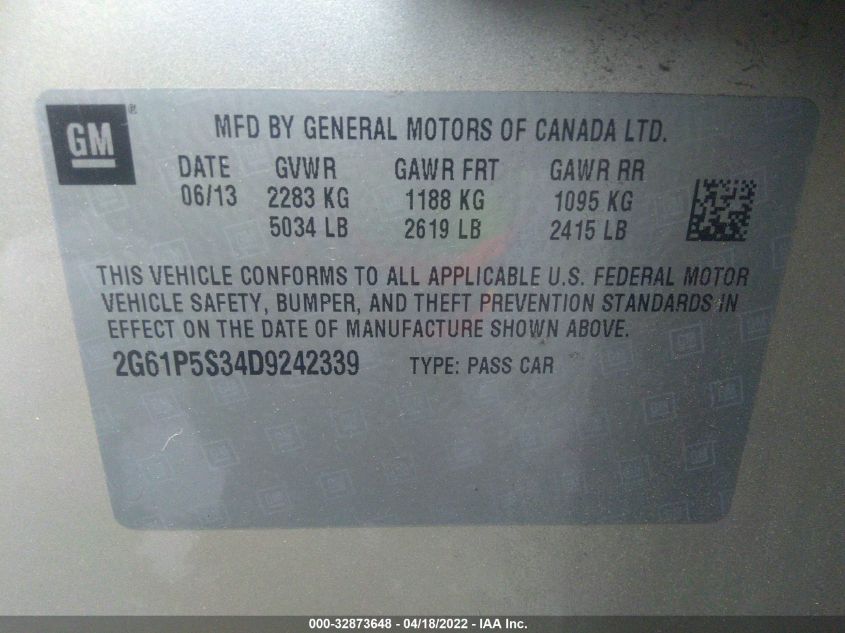 GM®
MFD BY GENERAL MOTORS OF CANADA LTD.
DATE GVWR GAWR FRT GAWR RR
06/13 2283 KG 1188 KG 1095 KG
5034 LB 2619 LB 2415 LB
THIS VEHICLE CONFORMS TO ALL APPLICABLE U.S. FEDERAL MOTOR
VEHICLE SAFETY, BUMPER, AND THEFT PREVENTION STANDARDS IN
EFFECT ON THE DATE OF MANUFACTURE SHOWN ABOVE.
2G61P5S34D9242339 TYPE: PASS CAR
000-32873648 - 04/18/2022 - IAA Inc.